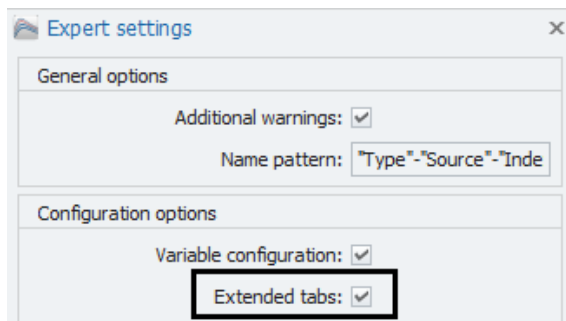 Expert settings
General options
Additional warnings:
Name pattern: "Type"-"Source"-"Inde
Configuration options
Variable configuration:
Extended tabs: